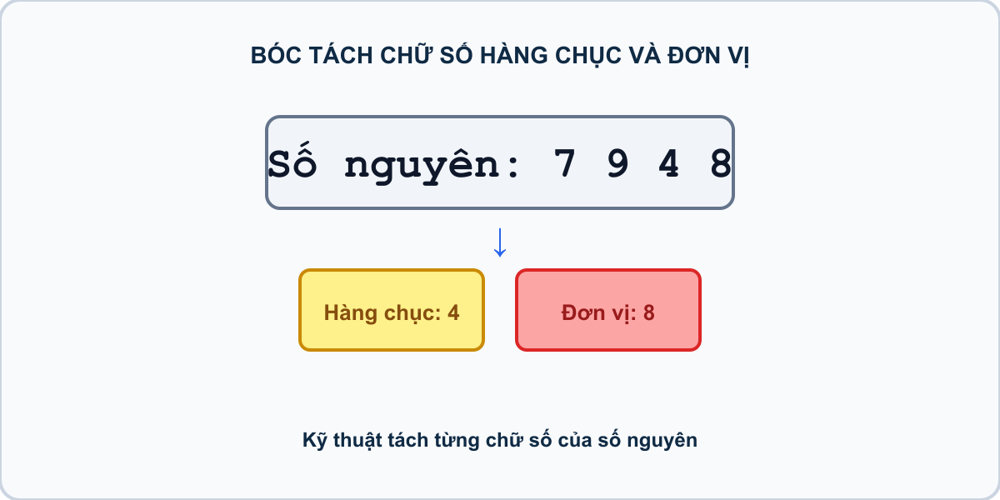 BÓC TÁCH CHỮ SỐ HÀNG CHỤC VÀ ĐƠN VỊ
Số nguyên: 7 9 4 8
↓
Hàng chục: 4
Đơn vị: 8
Kỹ thuật tách từng chữ số của số nguyên